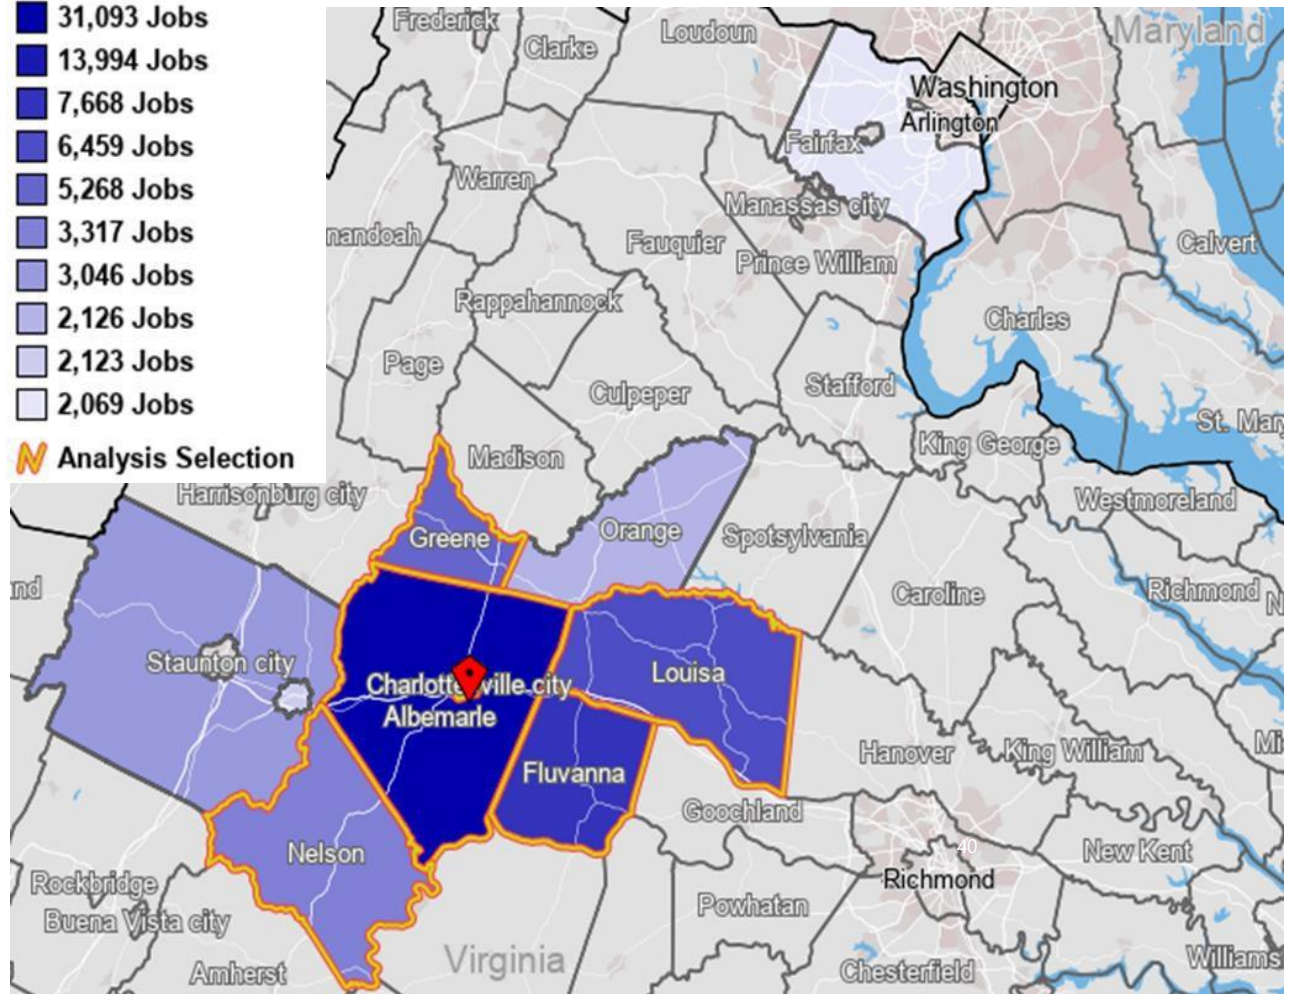 31,093 Jobs
13,994 Jobs
7,668 Jobs
6,459 Jobs
5,268 Jobs
3,317 Jobs
3,046 Jobs
2,126 Jobs
2,123 Jobs
2,069 Jobs
Analysis Selection
Frederick
Clarke
Loudoun
Maryland
Washington
Arlington
Fairfax
Warren
Manassas city
nandoah
Fauquier
Prince William
Calvert
Rappahannock
Charles
Page
Culpeper
Stafford
St. Mary
Madison
King George
Harrisonburg city
Westmoreland
Greene
Orange
Spotsylvania
nd
Caroline
Richmond
N
Staunton city
Louisa
Charlottesville city
Albemarle
Hanover
King William
Mi
Fluvanna
Goochland
Nelson
40
New Kent
Rockbridge
Richmond
Buena Vista city
Powhatan
Virginia
Amherst
Chesterfield
Williams